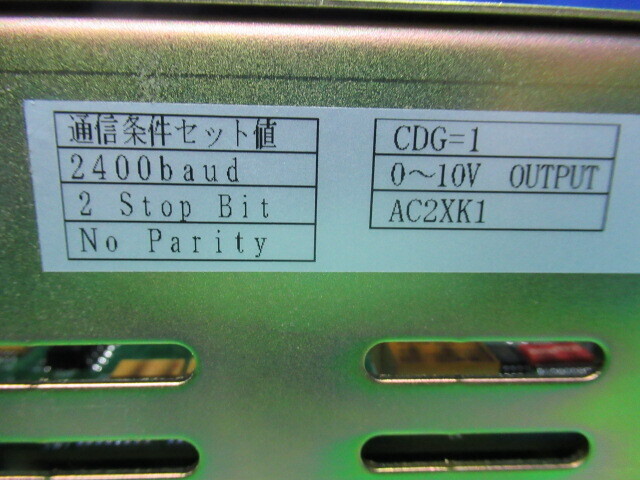 通信条件セット値
2400baud
2 Stop Bit
No Parity
CDG=1
0～10V OUTPUT
AC2XK1